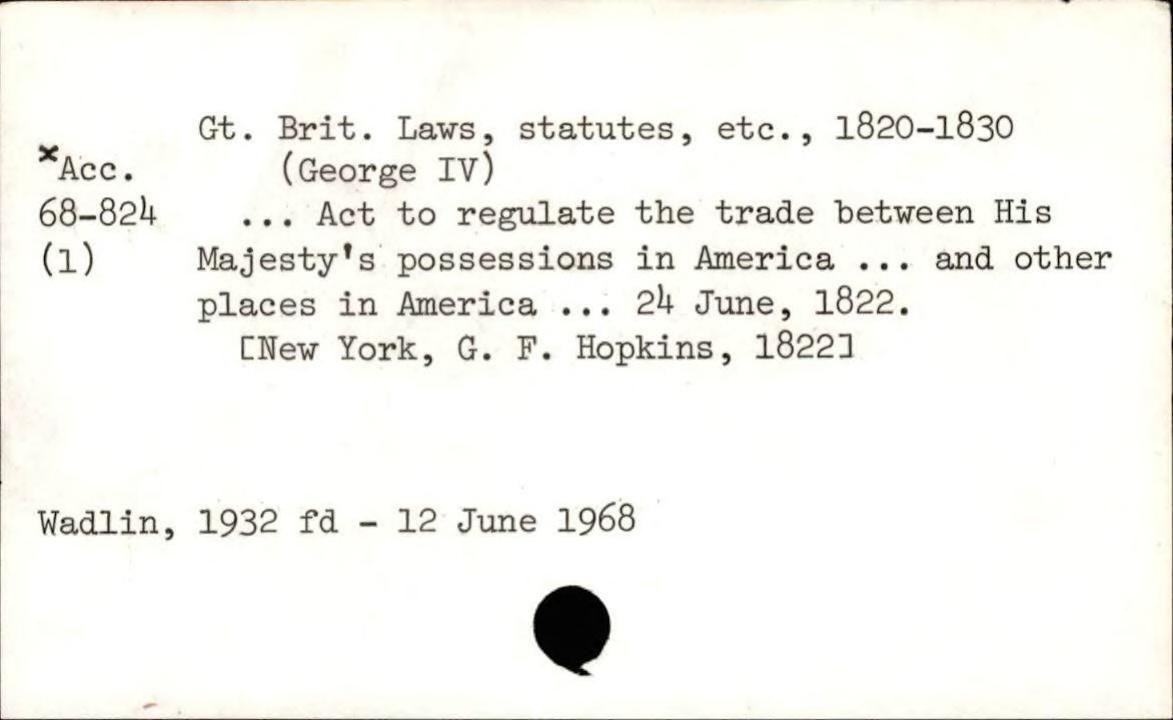 Gt. Brit. Laws, statutes, etc., 1820-1830
*Acc. (George IV)
68-824 ... Act to regulate the trade between His
(1) Majesty's possessions in America ... and other
places in America ... 24 June, 1822.
[New York, G. F. Hopkins, 1822]
Wadlin, 1932 fd - 12 June 1968